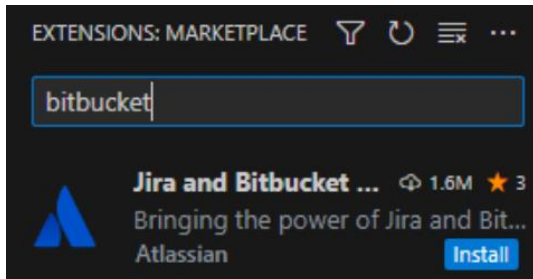 EXTENSIONS: MARKETPLACE
bitbucket
Jira and Bitbucket ... 1.6M 3
Bringing the power of Jira and Bit...
Atlassian Install